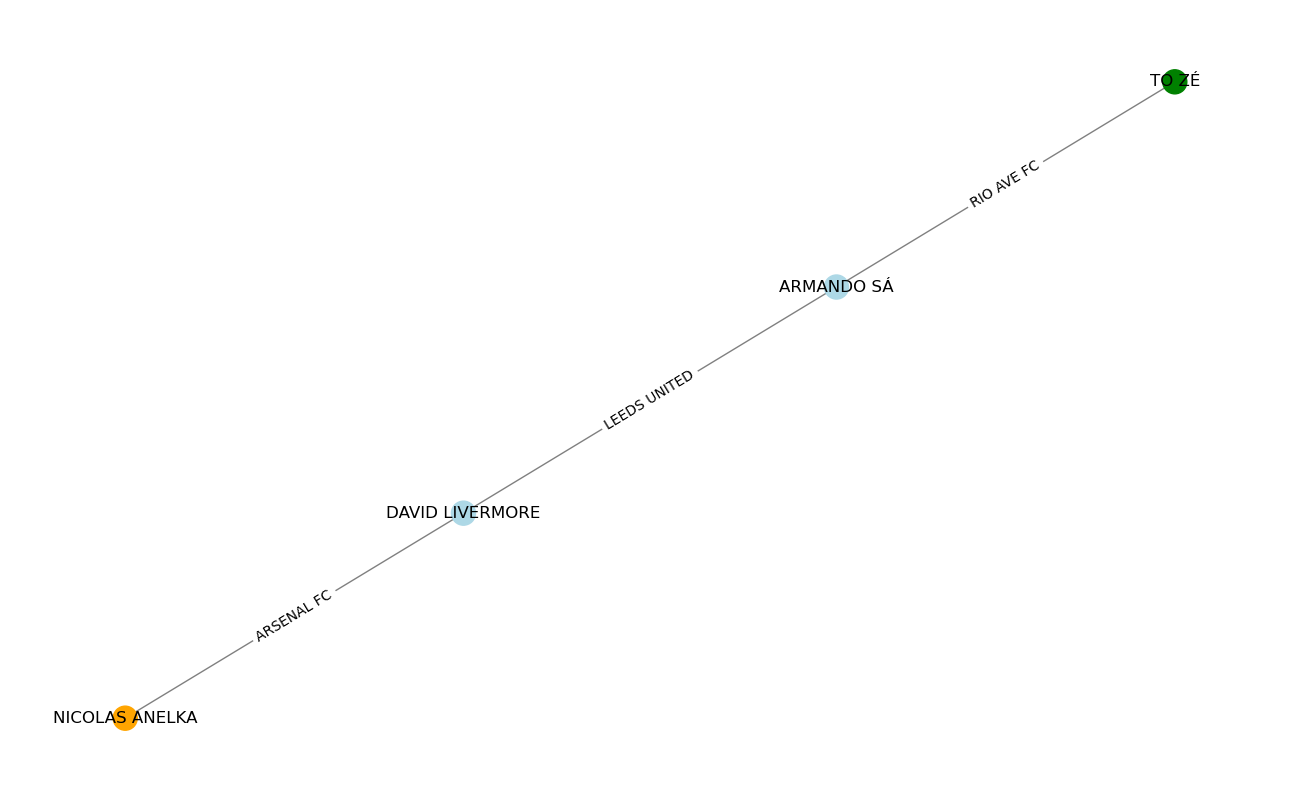 TO ZÉ
RIO AVE FC
ARMANDO SÁ
LEEDS UNITED
DAVID LIVERMORE
ARSENAL FC
NICOLAS ANELKA